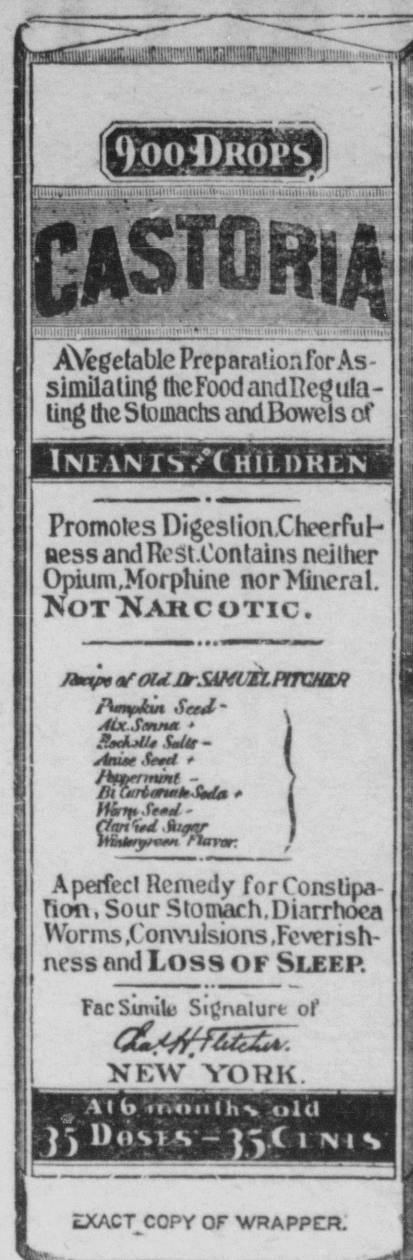 900 DROPS
CASTORIA
A Vegetable Preparation for As-
similating the Food and Regula-
ting the Stomachs and Bowels of
INFANTS & CHILDREN
Promotes Digestion, Cheerful-
ness and Rest. Contains neither
Opium, Morphine nor Mineral.
NOT NARCOTIC.
Recipe of Old Dr SAMUEL PITCHER
Pumpkin Seed -
Alx. Senna +
Rochelle Salts -
Anise Seed +
Peppermint -
Bi Carbonate Soda +
Worm Seed -
Clarified Sugar
Wintergreen Flavor.
A perfect Remedy for Constipa-
tion, Sour Stomach, Diarrhoea
Worms, Convulsions, Feverish-
ness and LOSS OF SLEEP.
Fac Simile Signature of
Chas H. Fletcher.
NEW YORK.
At 6 months old
35 DOSES - 35 CENTS
EXACT COPY OF WRAPPER.